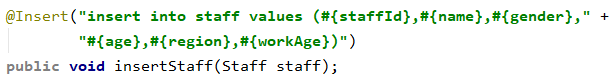 @Insert("insert into staff values (#{staffId},#{name},#{gender}," +
"#{age},#{region},#{workAge})")
public void insertStaff(Staff staff);